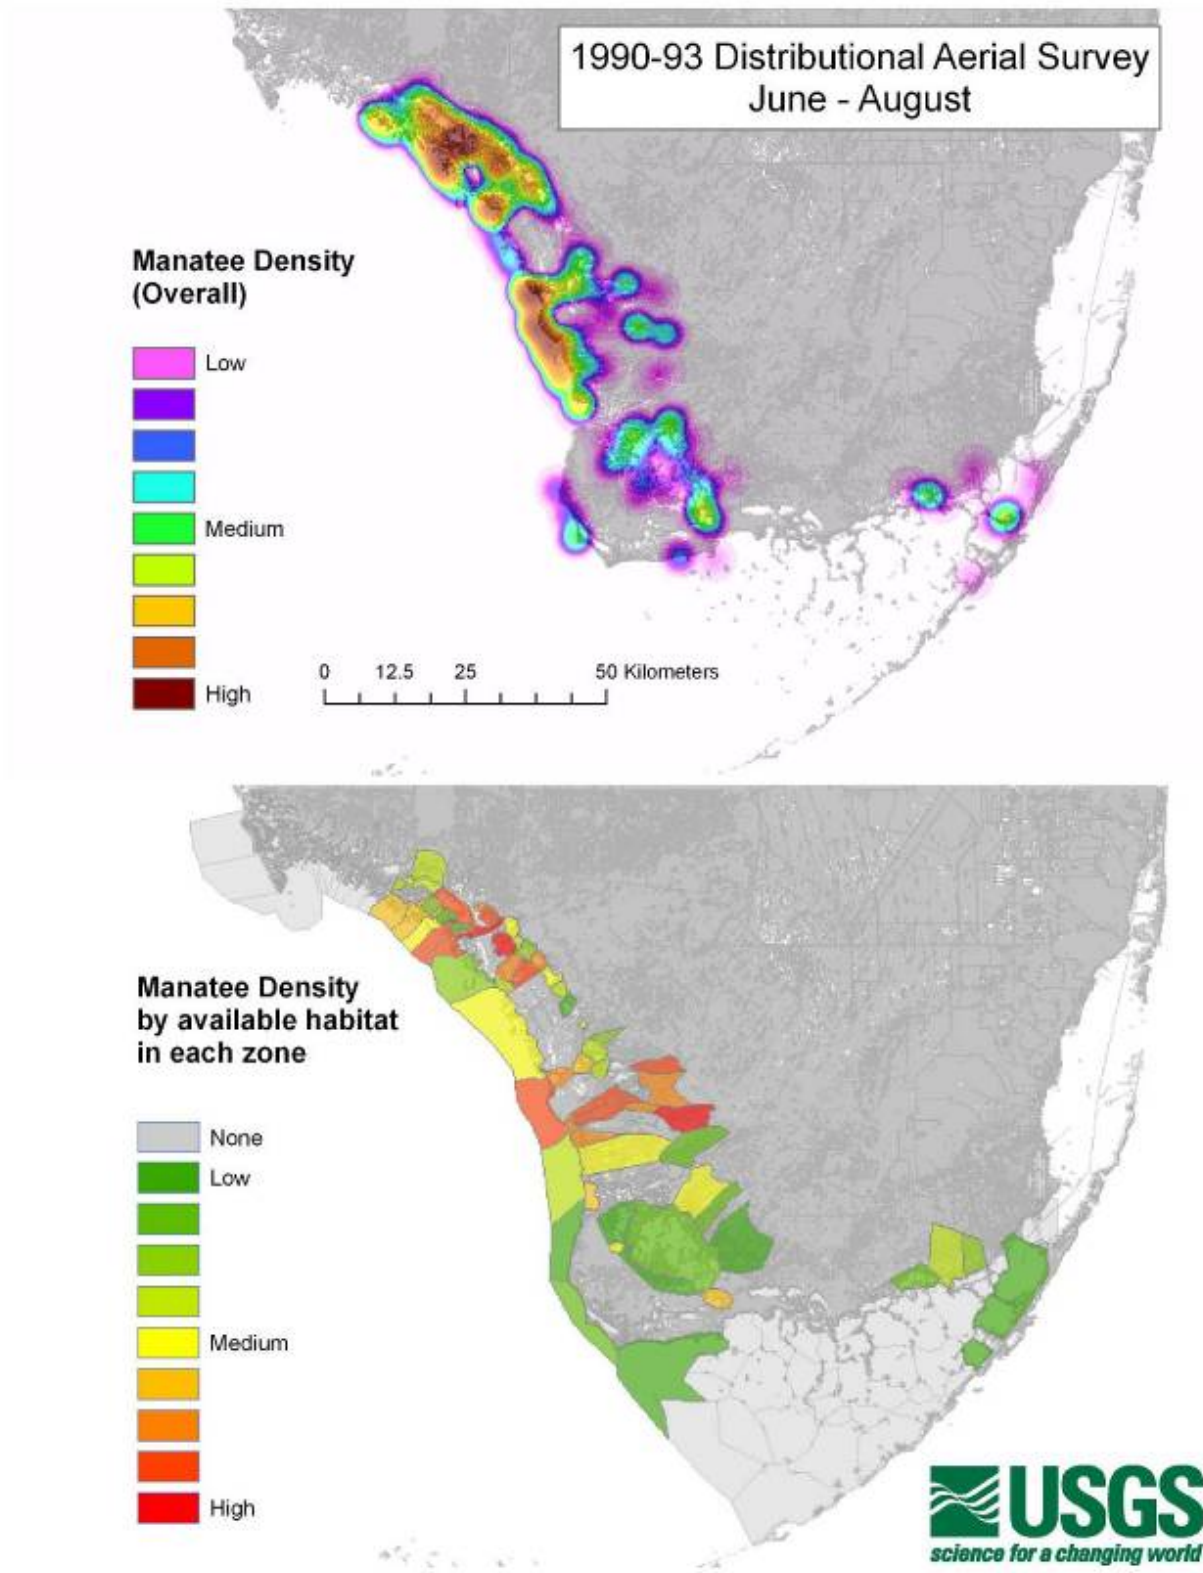 1990-93 Distributional Aerial Survey
June - August
Manatee Density
(Overall)
Low
Medium
High
0 12.5 25 50 Kilometers
Manatee Density
by available habitat
in each zone
None
Low
Medium
High
USGS
science for a changing world